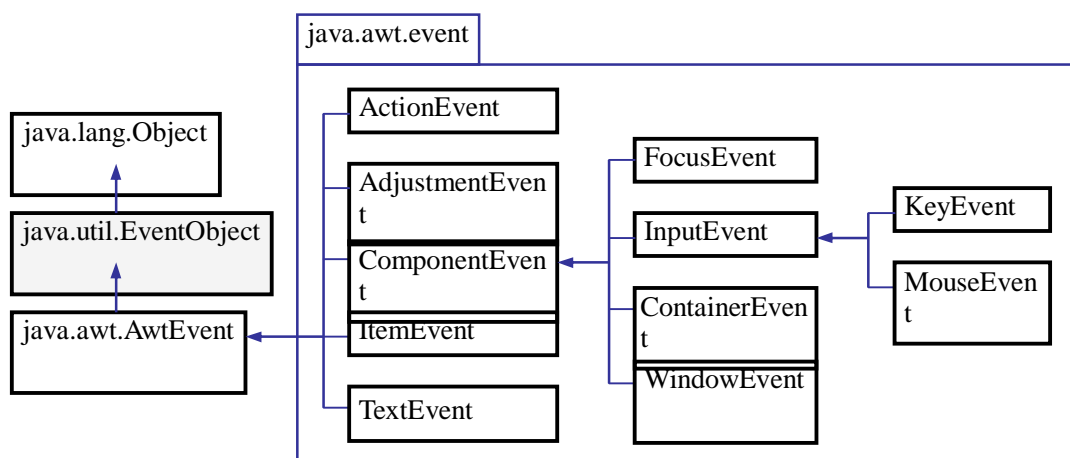 java.awt.event
java.lang.Object
java.util.EventObject
java.awt.AwtEvent
ActionEvent
AdjustmentEven
t
ComponentEven
t
ItemEvent
TextEvent
FocusEvent
InputEvent
ContainerEven
t
WindowEvent
KeyEvent
MouseEven
t